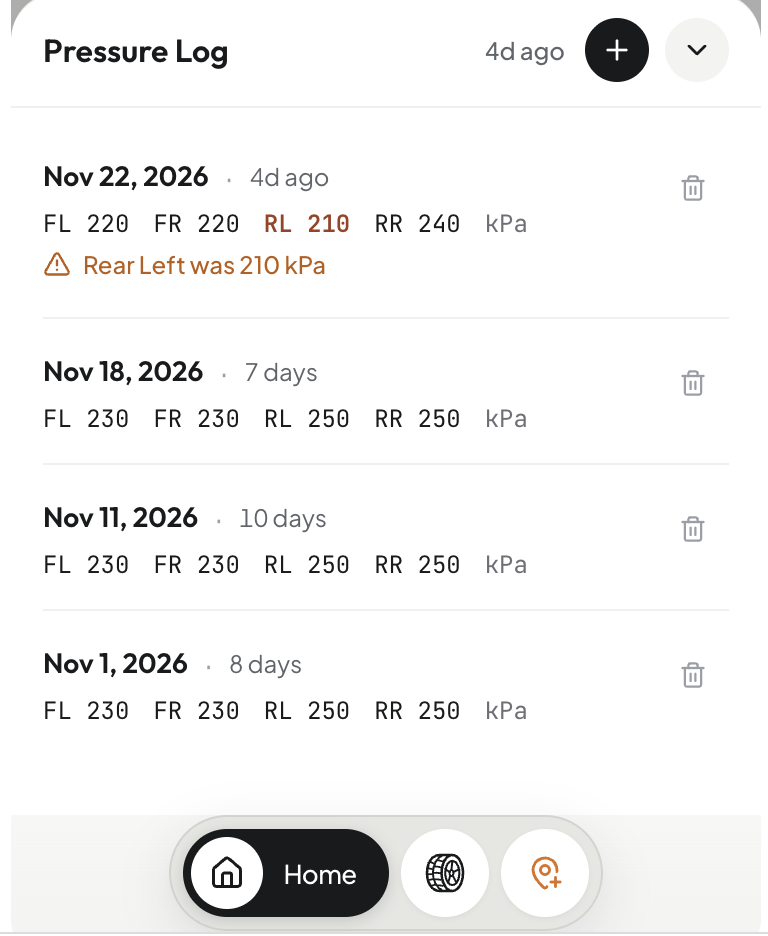 Pressure Log 4d ago
Nov 22, 2026 · 4d ago
FL 220 FR 220 RL 210 RR 240 kPa
Rear Left was 210 kPa
Nov 18, 2026 · 7 days
FL 230 FR 230 RL 250 RR 250 kPa
Nov 11, 2026 · 10 days
FL 230 FR 230 RL 250 RR 250 kPa
Nov 1, 2026 · 8 days
FL 230 FR 230 RL 250 RR 250 kPa
Home